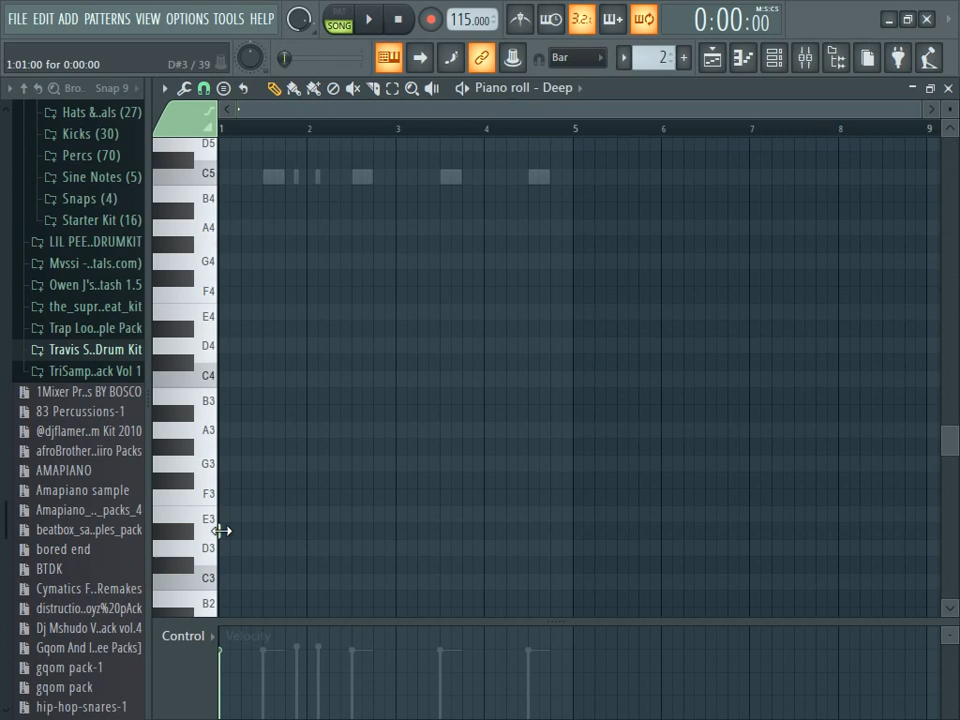 FILE EDIT ADD PATTERNS VIEW OPTIONS TOOLS HELP
PAT
SONG
115.000
3.2.
0:00:00
M:S:CS
1:01:00 for 0:00:00
D#3 / 39
Bar
2
Bro..
Snap 9
Piano roll - Deep
Hats &..als (27)
Kicks (30)
Percs (70)
Sine Notes (5)
Snaps (4)
Starter Kit (16)
LIL PEE..DRUMKIT
Mvssi -..tals.com)
Owen J's..tash 1.5
the_supr..eat_kit
Trap Loo..ple Pack
Travis S..Drum Kit
TriSamp..ack Vol 1
1Mixer Pr..s BY BOSCO
83 Percussions-1
@djflamer..m Kit 2010
afroBrother..iiro Packs
AMAPIANO
Amapiano sample
Amapiano_.._packs_4
beatbox_sa..ples_pack
bored end
BTDK
Cymatics F..Remakes
distructio..oyz%20pAck
Dj Mshudo V..ack vol.4
Gqom And I..ee Packs]
gqom pack-1
gqom pack
hip-hop-snares-1
1 2 3 4 5 6 7 8 9
D5
C5
B4
A4
G4
F4
E4
D4
C4
B3
A3
G3
F3
E3
D3
C3
B2
Control
Velocity